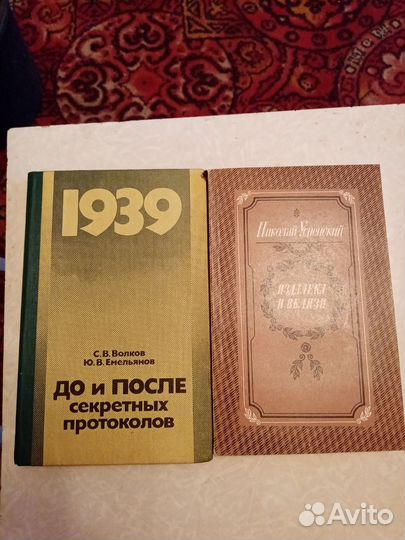 1939
С.В.Волков
Ю.В.Емельянов
ДО и ПОСЛЕ
секретных
протоколов
Николай Успенский
ИЗДАЛЕКА
И ВБЛИЗИ
Avito